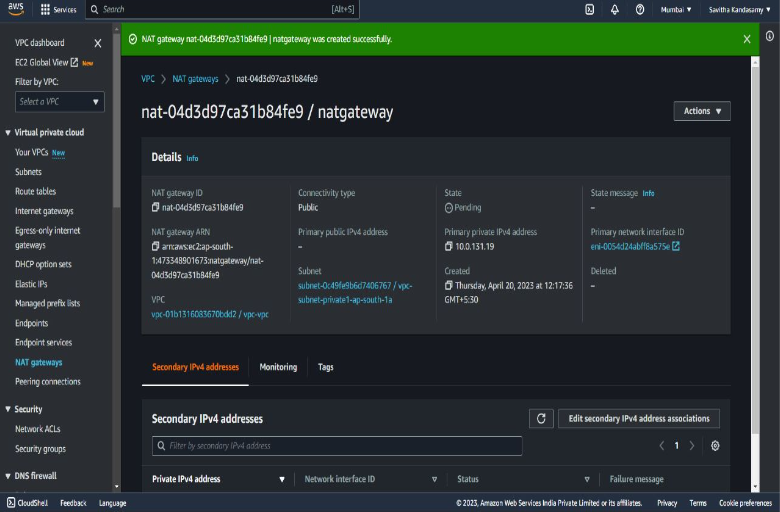 aws
Services
Search
[Alt+S]
Mumbai
Savitha Kandasamy
VPC dashboard
EC2 Global View New
Filter by VPC:
Select a VPC
Virtual private cloud
Your VPCs New
Subnets
Route tables
Internet gateways
Egress-only internet
gateways
DHCP option sets
Elastic IPs
Managed prefix lists
Endpoints
Endpoint services
NAT gateways
Peering connections
Security
Network ACLs
Security groups
DNS firewall
NAT gateway nat-04d3d97ca31b84fe9 | natgateway was created successfully.
VPC > NAT gateways > nat-04d3d97ca31b84fe9
nat-04d3d97ca31b84fe9 / natgateway
Actions
Details Info
NAT gateway ID
nat-04d3d97ca31b84fe9
NAT gateway ARN
arn:aws:ec2:ap-south-
1:473348901673:natgateway/nat-
04d3d97ca31b84fe9
VPC
vpc-01b1316083670bdd2 / vpc-vpc
Connectivity type
Public
Primary public IPv4 address
–
Subnet
subnet-0c49fe9b6d7406767 / vpc-
subnet-private1-ap-south-1a
State
Pending
Primary private IPv4 address
10.0.131.19
Created
Thursday, April 20, 2023 at 12:17:36
GMT+5:30
State message Info
–
Primary network interface ID
eni-0054d24abff8a575e
Deleted
–
Secondary IPv4 addresses
Monitoring
Tags
Secondary IPv4 addresses
Edit secondary IPv4 address associations
Filter by secondary IPv4 address
1
Private IPv4 address
Network interface ID
Status
Failure message
CloudShell
Feedback
Language
© 2023, Amazon Web Services India Private Limited or its affiliates.
Privacy
Terms
Cookie preferences